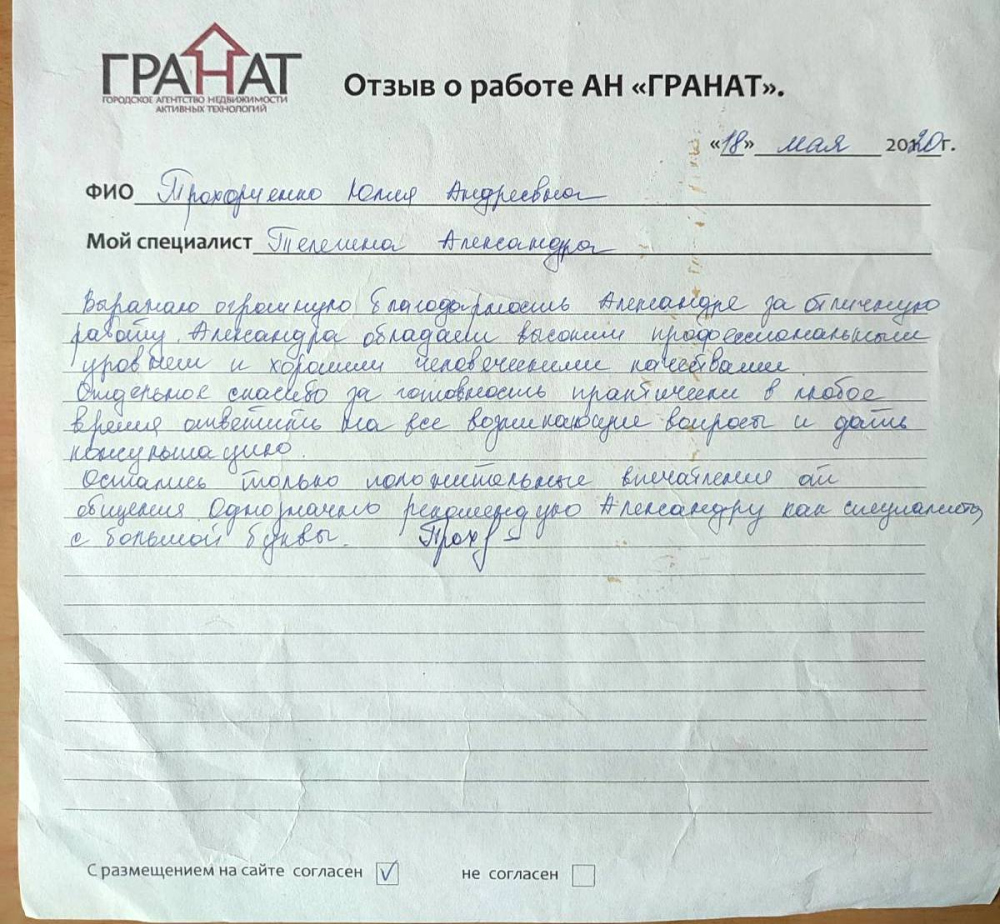 ГРАНАТ
ГОРОДСКОЕ АГЕНТСТВО НЕДВИЖИМОСТИ
АКТИВНЫХ ТЕХНОЛОГИЙ
Отзыв о работе АН «ГРАНАТ».
«18» мая 2020г.
ФИО Прохорченко Юлия Андреевна
Мой специалист Телегина Александра
Выражаю огромную благодарность Александре за отличную
работу. Александра обладает высоким профессиональным
уровнем и хорошими человеческими качествами.
Отдельное спасибо за готовность практически в любое
время ответить на все возникающие вопросы и дать
консультацию.
Остались только положительные впечатления от
общения. Однозначно рекомендую Александру как специалиста
с большой буквы. Прох
С размещением на сайте согласен ✓ не согласен